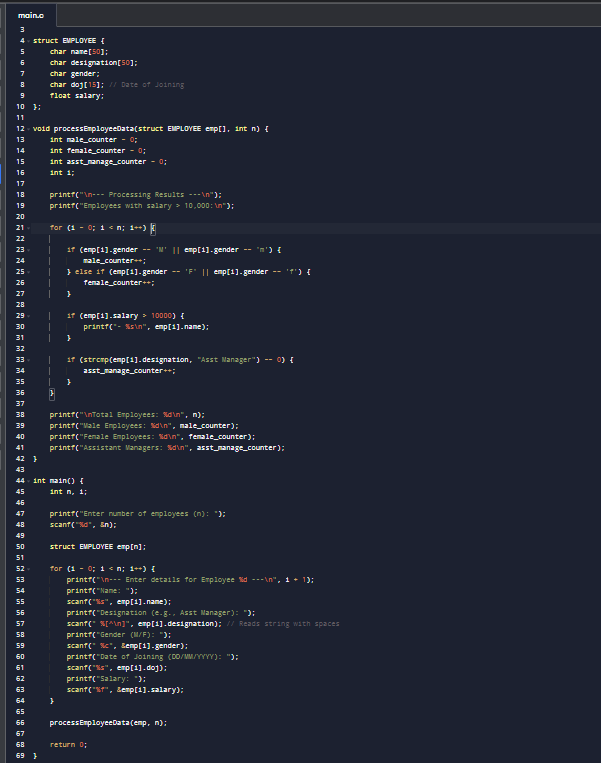 main.c
3
4 struct EMPLOYEE {
5     char name[50];
6     char designation[50];
7     char gender;
8     char doj[15]; // Date of Joining
9     float salary;
10 };
11
12 void processEmployeeData(struct EMPLOYEE emp[], int n) {
13     int male_counter = 0;
14     int female_counter = 0;
15     int asst_manage_counter = 0;
16     int i;
17
18     printf("\n--- Processing Results ---\n");
19     printf("Employees with salary > 10,000:\n");
20
21     for (i = 0; i < n; i++) {
22
23         if (emp[i].gender == 'M' || emp[i].gender == 'm') {
24             male_counter++;
25         } else if (emp[i].gender == 'F' || emp[i].gender == 'f') {
26             female_counter++;
27         }
28
29         if (emp[i].salary > 10000) {
30             printf("- %s\n", emp[i].name);
31         }
32
33         if (strcmp(emp[i].designation, "Asst Manager") == 0) {
34             asst_manage_counter++;
35         }
36     }
37
38     printf("\nTotal Employees: %d\n", n);
39     printf("Male Employees: %d\n", male_counter);
40     printf("Female Employees: %d\n", female_counter);
41     printf("Assistant Managers: %d\n", asst_manage_counter);
42 }
43
44 int main() {
45     int n, i;
46
47     printf("Enter number of employees (n): ");
48     scanf("%d", &n);
49
50     struct EMPLOYEE emp[n];
51
52     for (i = 0; i < n; i++) {
53         printf("\n--- Enter details for Employee %d ---\n", i + 1);
54         printf("Name: ");
55         scanf("%s", emp[i].name);
56         printf("Designation (e.g., Asst Manager): ");
57         scanf(" %[^\n]", emp[i].designation); // Reads string with spaces
58         printf("Gender (M/F): ");
59         scanf(" %c", &emp[i].gender);
60         printf("Date of Joining (DD/MM/YYYY): ");
61         scanf("%s", emp[i].doj);
62         printf("Salary: ");
63         scanf("%f", &emp[i].salary);
64     }
65
66     processEmployeeData(emp, n);
67
68     return 0;
69 }